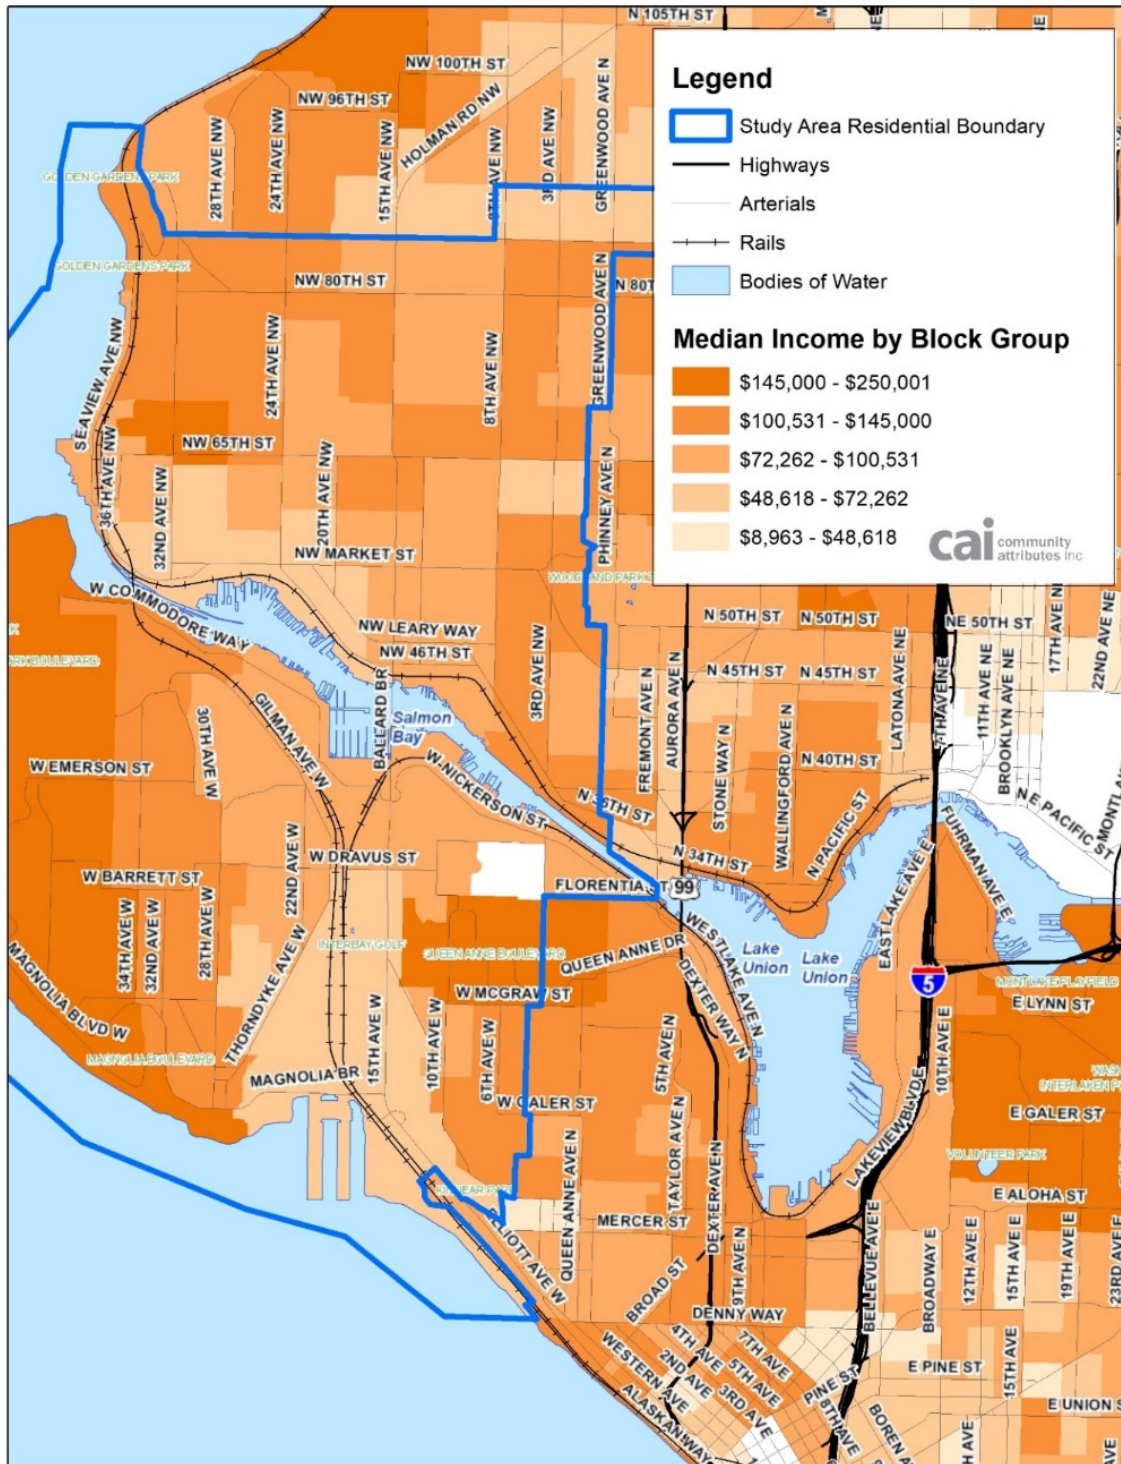 N 105TH ST
NW 100TH ST
NW 96TH ST
HOLMAN RD NW
28TH AVE NW
24TH AVE NW
15TH AVE NW
3RD AVE NW
GREENWOOD AVE N
GOLDEN GARDENS PARK
GOLDEN GARDENS PARK
Legend
Study Area Residential Boundary
Highways
Arterials
Rails
Bodies of Water
Median Income by Block Group
$145,000 - $250,001
$100,531 - $145,000
$72,262 - $100,531
$48,618 - $72,262
$8,963 - $48,618
cai community
attributes inc
NW 80TH ST
SEAVIEW AVE NW
24TH AVE NW
8TH AVE NW
GREENWOOD AVE N
NW 65TH ST
36TH AVE NW
32ND AVE NW
20TH AVE NW
PHINNEY AVE N
NW MARKET ST
W COMMODORE WAY
NW LEARY WAY
NW 46TH ST
N 50TH ST
N 50TH ST
NE 50TH ST
17TH AVE NE
22ND AVE NE
N 45TH ST
N 45TH ST
LATONA AVE NE
11TH AVE NE
BROOKLYN AVE NE
3RD AVE NW
FREMONT AVE N
AURORA AVE N
STONE WAY N
WALLINGFORD AVE N
N 40TH ST
30TH AVE W
GILMAN AVE W
BALLARD BR
Salmon
Bay
W EMERSON ST
W NICKERSON ST
N 34TH ST
N PACIFIC ST
NE PACIFIC ST
FUHRMAN AVE E
EASTLAKE AVE E
W DRAVUS ST
W BARRETT ST
FLORENTIA
99
22ND AVE W
34TH AVE W
32ND AVE W
28TH AVE W
INTERBAY GOLF
QUEEN ANNE BOULEVARD
QUEEN ANNE DR
WESTLAKE AVE N
Lake
Union
Lake
Union
5
MONTLAKE PLAYFIELD
E LYNN ST
MAGNOLIA BLVD W
THORNDYKE AVE W
W MCGRAW ST
DEXTER WAY N
MAGNOLIA BOULEVARD
MAGNOLIA BR
15TH AVE W
10TH AVE W
6TH AVE W
5TH AVE N
10TH AVE E
INTERLAKEN
W GALER ST
E GALER ST
LAKEVIEW BLVD E
VOLUNTEER PARK
QUEEN ANNE AVE N
TAYLOR AVE N
DEXTER AVE N
E ALOHA ST
MERCER ST
ELLIOTT AVE W
BROAD ST
9TH AVE N
DENNY WAY
BELLEVUE AVE E
BROADWAY E
12TH AVE E
15TH AVE E
19TH AVE E
23RD AVE
WESTERN AVE
4TH AVE
2ND AVE
7TH AVE
5TH AVE
3RD AVE
PINE ST
E PINE ST
15TH AVE
E UNION
8TH AVE
BOREN
ALASKAN WAY